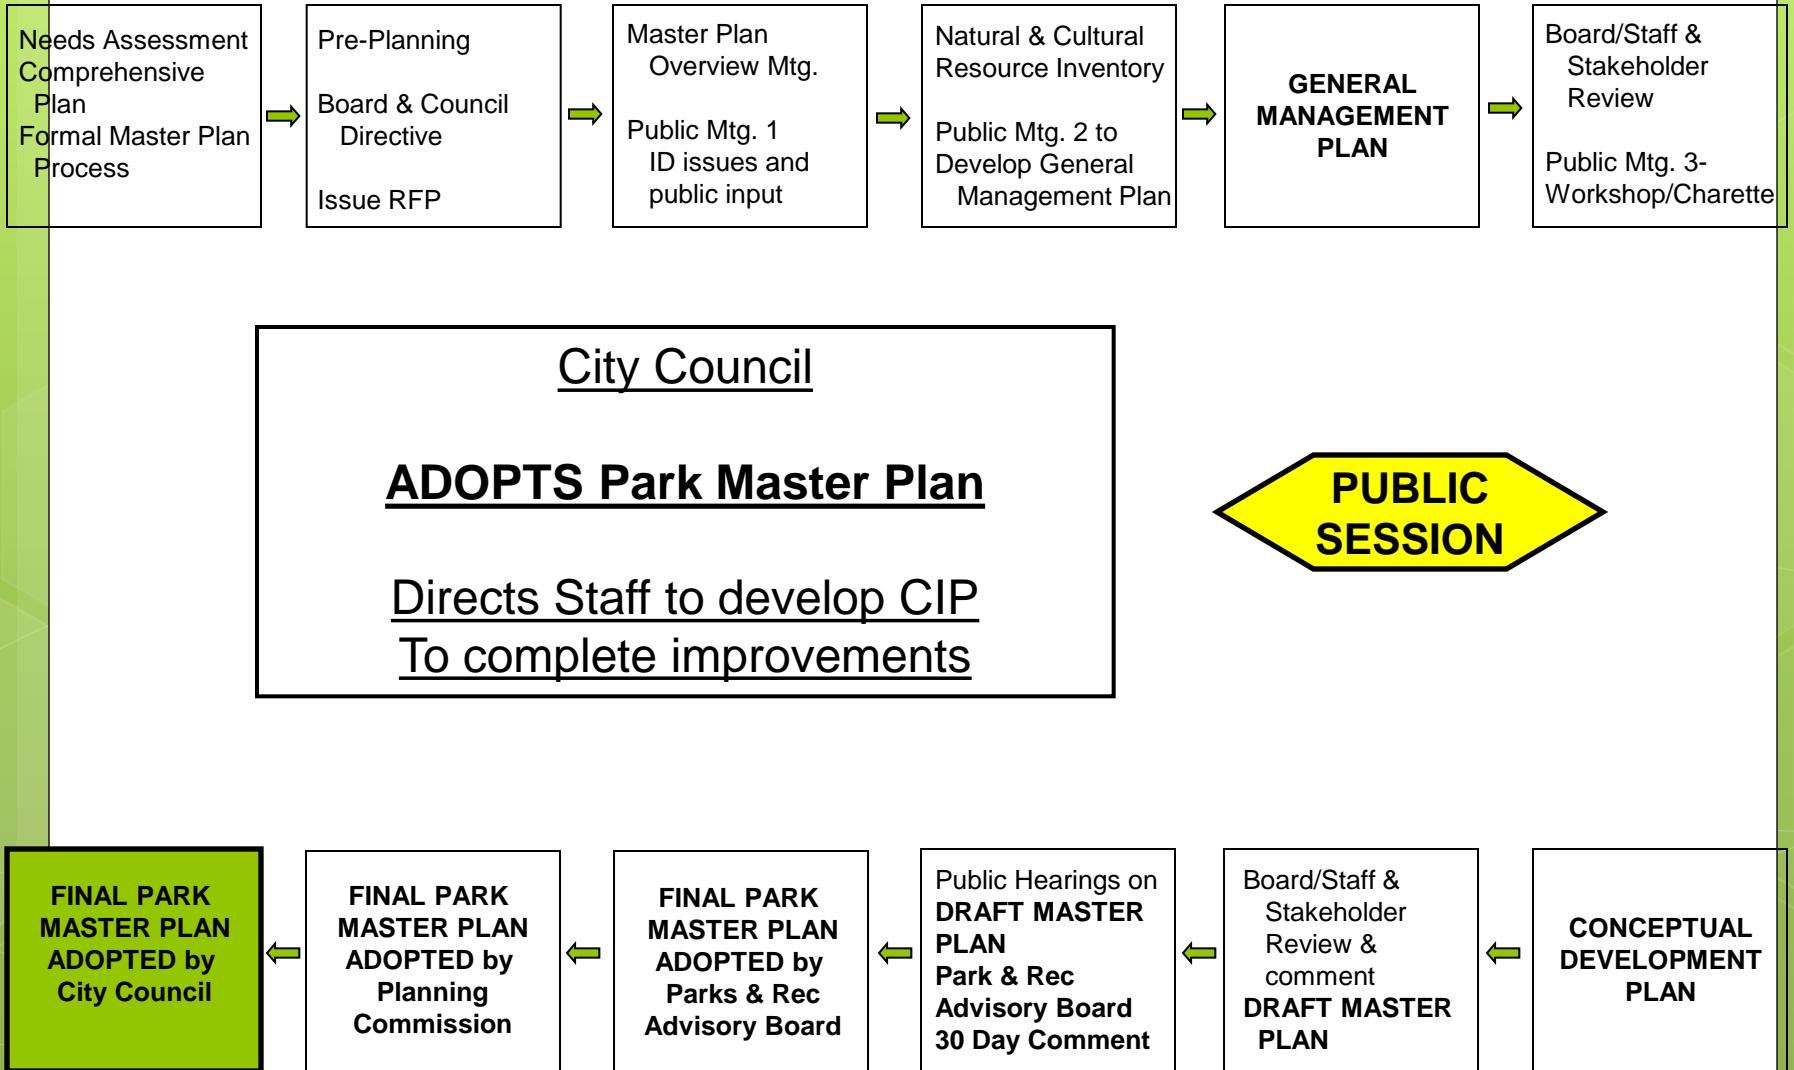 Needs Assessment
Comprehensive
Plan
Formal Master Plan
Process
Pre-Planning
Board & Council
Directive
Issue RFP
Master Plan
Overview Mtg.
Public Mtg. 1
ID issues and
public input
Natural & Cultural
Resource Inventory
Public Mtg. 2 to
Develop General
Management Plan
GENERAL
MANAGEMENT
PLAN
Board/Staff &
Stakeholder
Review
Public Mtg. 3-
Workshop/Charette
City Council
ADOPTS Park Master Plan
Directs Staff to develop CIP
To complete improvements
PUBLIC
SESSION
FINAL PARK
MASTER PLAN
ADOPTED by
City Council
FINAL PARK
MASTER PLAN
ADOPTED by
Planning
Commission
FINAL PARK
MASTER PLAN
ADOPTED by
Parks & Rec
Advisory Board
Public Hearings on
DRAFT MASTER
PLAN
Park & Rec
Advisory Board
30 Day Comment
Board/Staff &
Stakeholder
Review &
comment
DRAFT MASTER
PLAN
CONCEPTUAL
DEVELOPMENT
PLAN